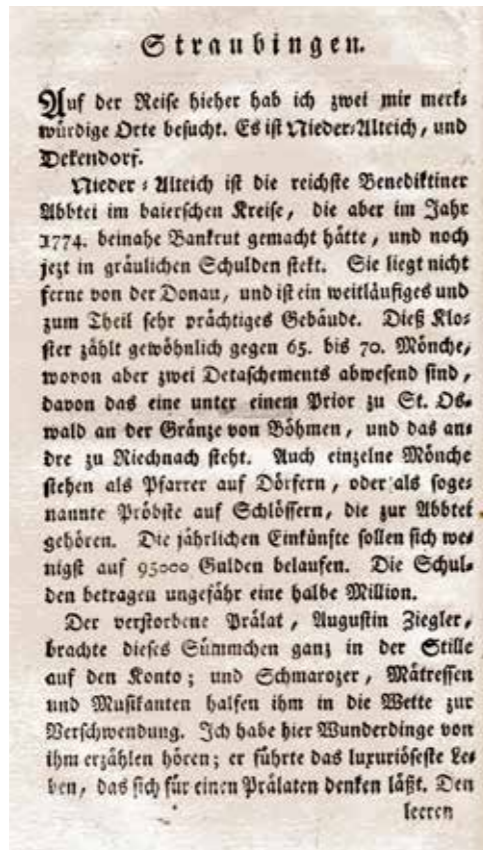 Straubingen.
Auf der Reise hieher hab ich zwei mir merk-
würdige Orte besucht. Es ist Nieder-Alteich, und
Dekendorf.
Nieder-Alteich ist die reichste Benediktiner
Abbtei im baierschen Kreise, die aber im Jahr
1774. beinahe Bankrut gemacht hätte, und noch
jezt in gräulichen Schulden stekt. Sie liegt nicht
ferne von der Donau, und ist ein weitläufiges und
zum Theil sehr prächtiges Gebäude. Dieß Klo-
ster zählt gewöhnlich gegen 65. bis 70. Mönche,
wovon aber zwei Detaschements abwesend sind,
davon das eine unter einem Prior zu St. Os-
wald an der Gränze von Böhmen, und das an-
dre zu Riechnach steht. Auch einzelne Mönche
stehen als Pfarrer auf Dörfern, oder als soge-
nannte Pröbste auf Schlössern, die zur Abbtei
gehören. Die jährlichen Einkünfte sollen sich we-
nigst auf 95000 Gulden belaufen. Die Schul-
den betragen ungefähr eine halbe Million.
Der verstorbene Prälat, Augustin Ziegler,
brachte dieses Sümmchen ganz in der Stille
auf den Konto; und Schmarozer, Mätressen
und Musikanten halfen ihm in die Wette zur
Verschwendung. Ich habe hier Wunderdinge von
ihm erzählen hören; er führte das luxuriöseste Le-
ben, das sich für einen Prälaten denken läßt. Den
leeren